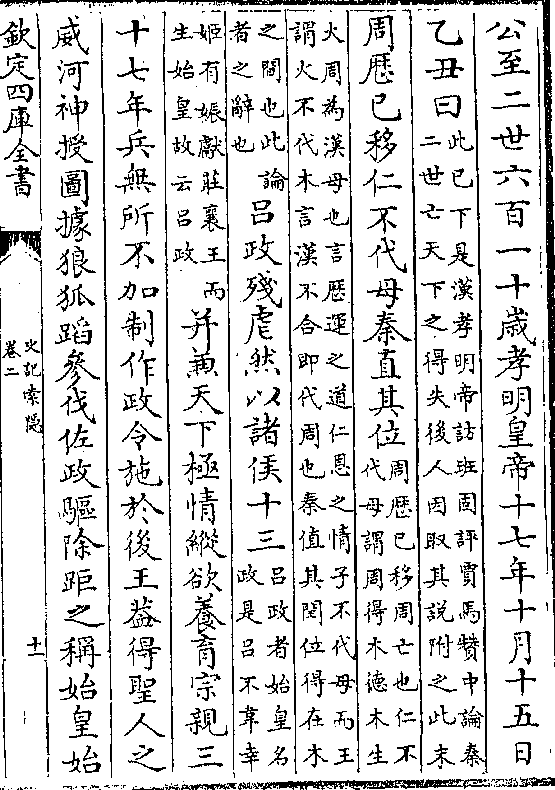 公至二世六百一十歲孝明皇帝十七年十月十五日
乙丑曰
此已下是漢孝明帝訪班固評賈馬贊中論秦
二世亡天下之得失後人因取其說附之此末
周歷已移仁不代母秦直其位
周歷已移周亡也仁不
代母謂周得木德木生
火周為漢母也言歷運之道仁恩之情子不代母而王
謂火不代木言漢不合即代周也秦值其閏位得在木
之間也此論
者之辭也
吕政殘虐然以諸侯十三
吕政者始皇名
政是吕不韋幸
姬有娠獻莊襄王而
生始皇故云吕政
并兼天下極情縱欲養育宗親三
十七年兵無所不加制作政令施於後王葢得聖人之
威河神授圖據狼狐蹈參伐佐政驅除距之稱始皇始
欽定四庫全書
史記索隱
卷二
十一